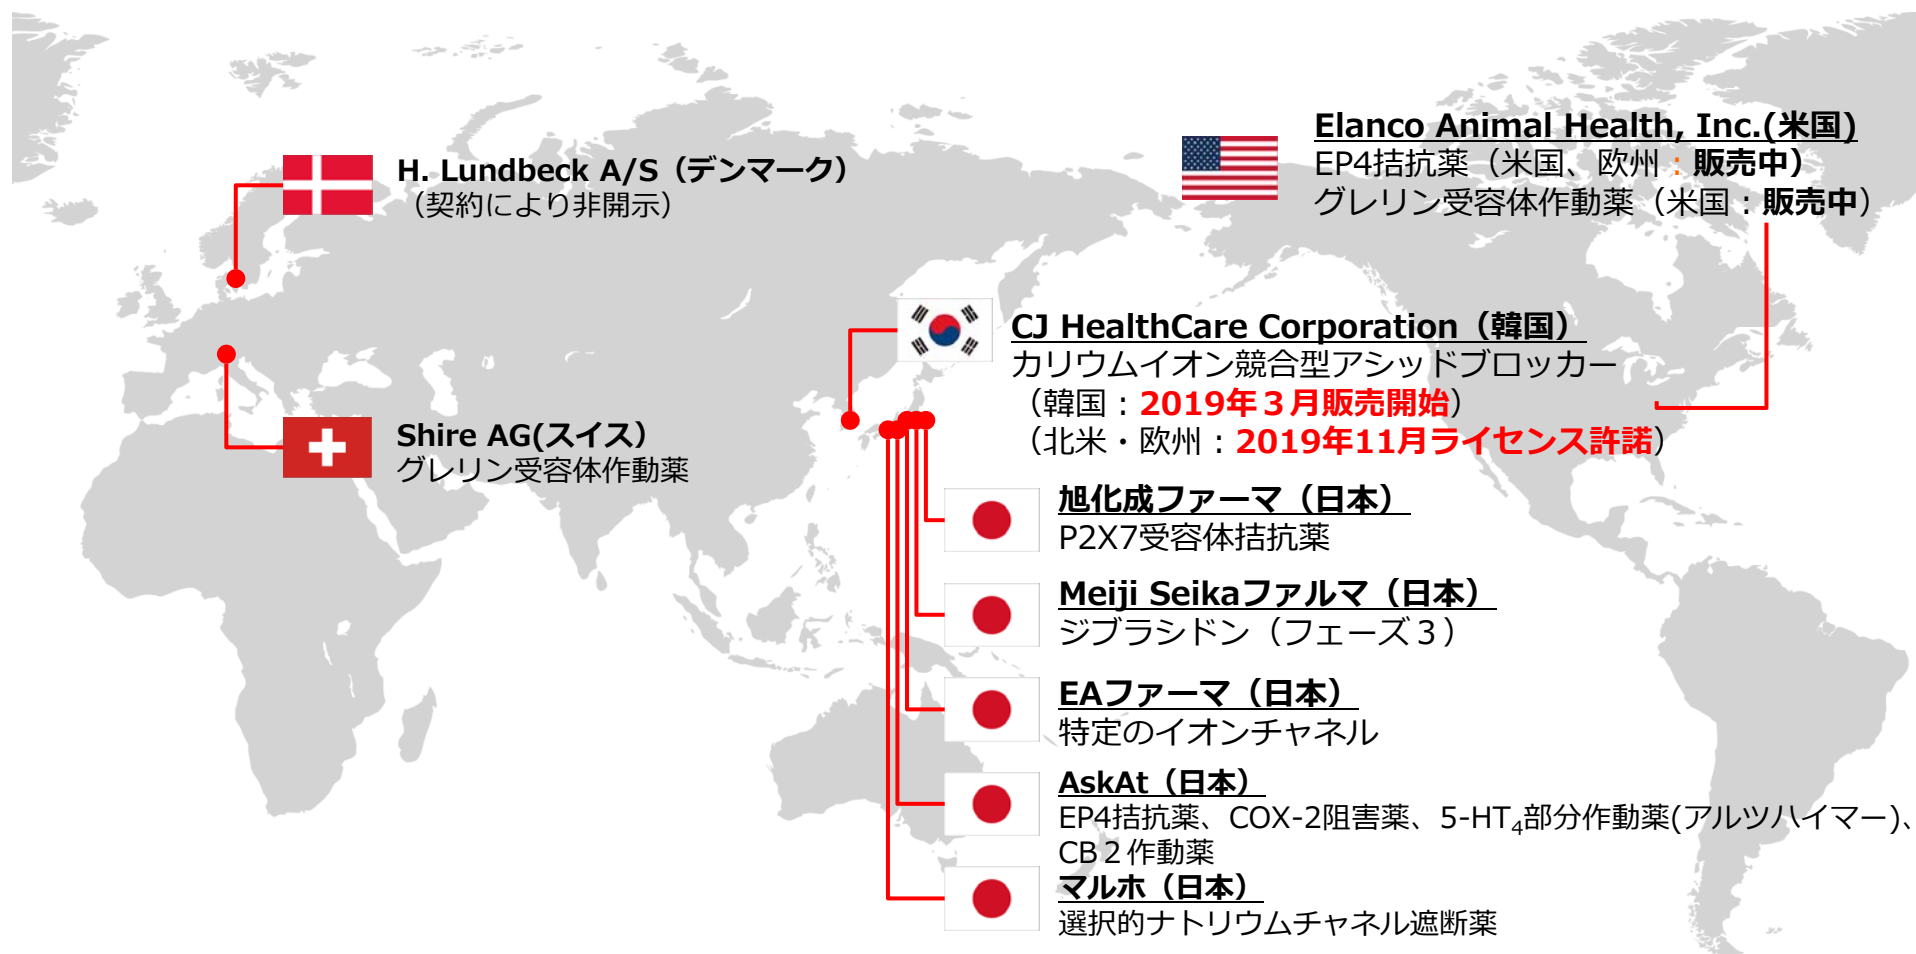 H. Lundbeck A/S（デンマーク）
（契約により非開示）
Shire AG(スイス）
グレリン受容体作動薬
Elanco Animal Health, Inc.(米国)
EP4拮抗薬（米国、欧州：販売中）
グレリン受容体作動薬（米国：販売中）
CJ HealthCare Corporation（韓国）
カリウムイオン競合型アシッドブロッカー
（韓国：2019年３月販売開始）
（北米・欧州：2019年11月ライセンス許諾）
旭化成ファーマ（日本）
P2X7受容体拮抗薬
Meiji Seikaファルマ（日本）
ジプラシドン（フェーズ３）
EAファーマ（日本）
特定のイオンチャネル
AskAt（日本）
EP4拮抗薬、COX-2阻害薬、5-HT₄部分作動薬(アルツハイマー)、
CB２作動薬
マルホ（日本）
選択的ナトリウムチャネル遮断薬